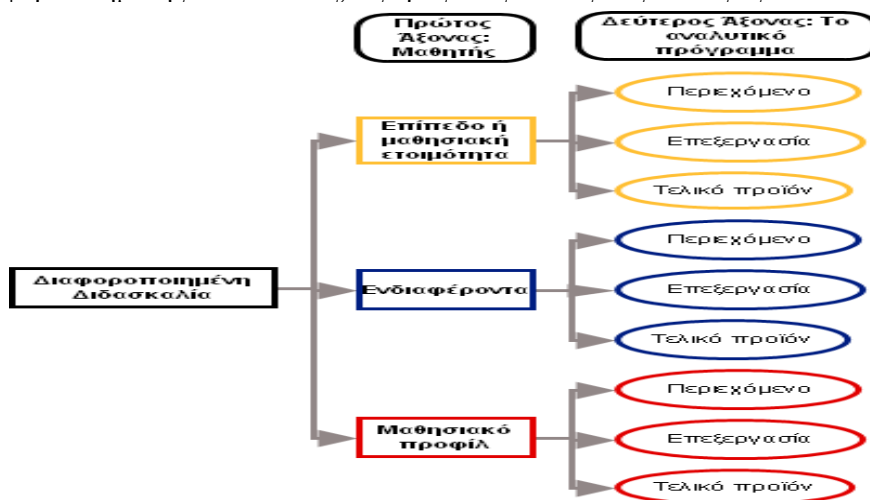 Πρώτος
Άξονας:
Μαθητής
Δεύτερος Άξονας: Το
αναλυτικό
πρόγραμμα
Διαφοροποιημένη
Διδασκαλία
Επίπεδο ή
μαθησιακή
ετοιμότητα
Περιεχόμενο
Επεξεργασία
Τελικό προϊόν
Ενδιαφέροντα
Περιεχόμενο
Επεξεργασία
Τελικό προϊόν
Μαθησιακό
προφίλ
Περιεχόμενο
Επεξεργασία
Τελικό προϊόν